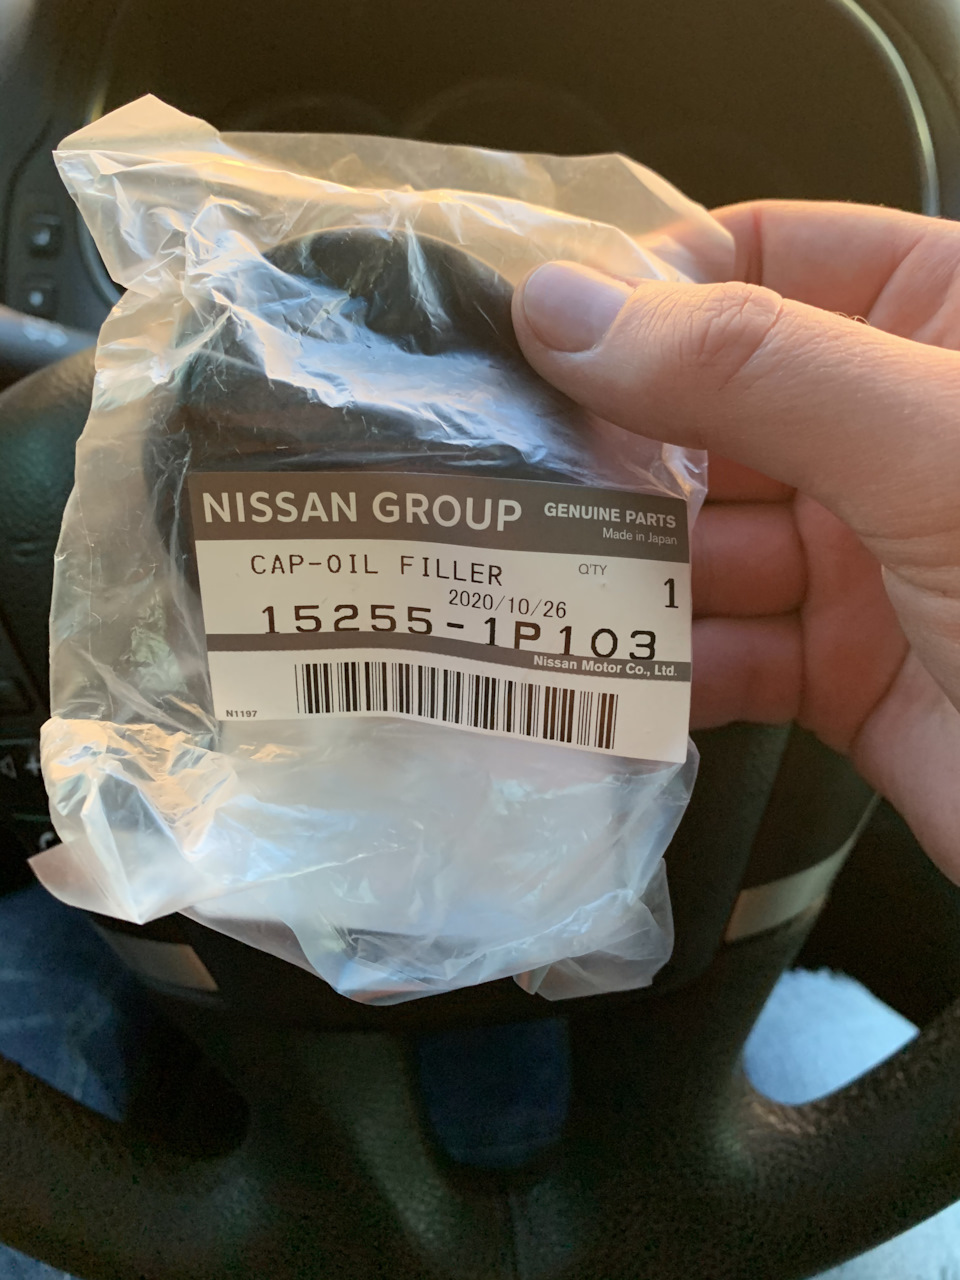 NISSAN GROUP GENUINE PARTS
Made in Japan
CAP-OIL FILLER Q'TY 1
2020/10/26
15255-1P103
Nissan Motor Co., Ltd.
N1197